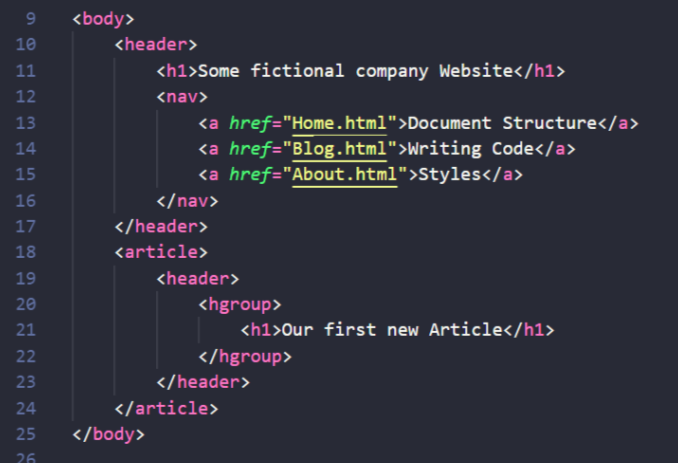 9 <body>
10 <header>
11 <h1>Some fictional company Website</h1>
12 <nav>
13 <a href="Home.html">Document Structure</a>
14 <a href="Blog.html">Writing Code</a>
15 <a href="About.html">Styles</a>
16 </nav>
17 </header>
18 <article>
19 <header>
20 <hgroup>
21 <h1>Our first new Article</h1>
22 </hgroup>
23 </header>
24 </article>
25 </body>
26